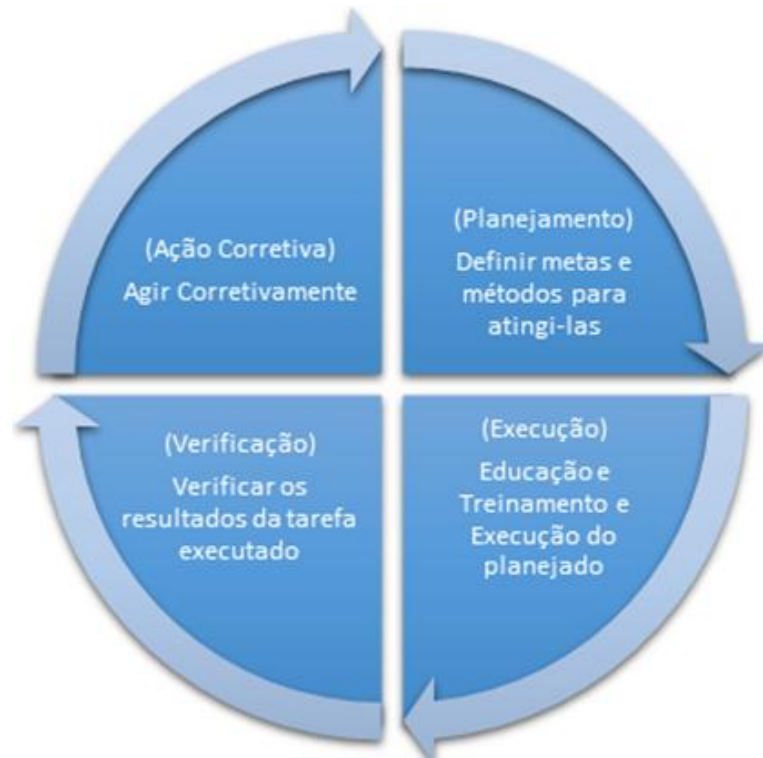 (Ação Corretiva)
Agir Corretivamente
(Planejamento)
Definir metas e
métodos para
atingi-las
(Verificação)
Verificar os
resultados da tarefa
executado
(Execução)
Educação e
Treinamento e
Execução do
planejado